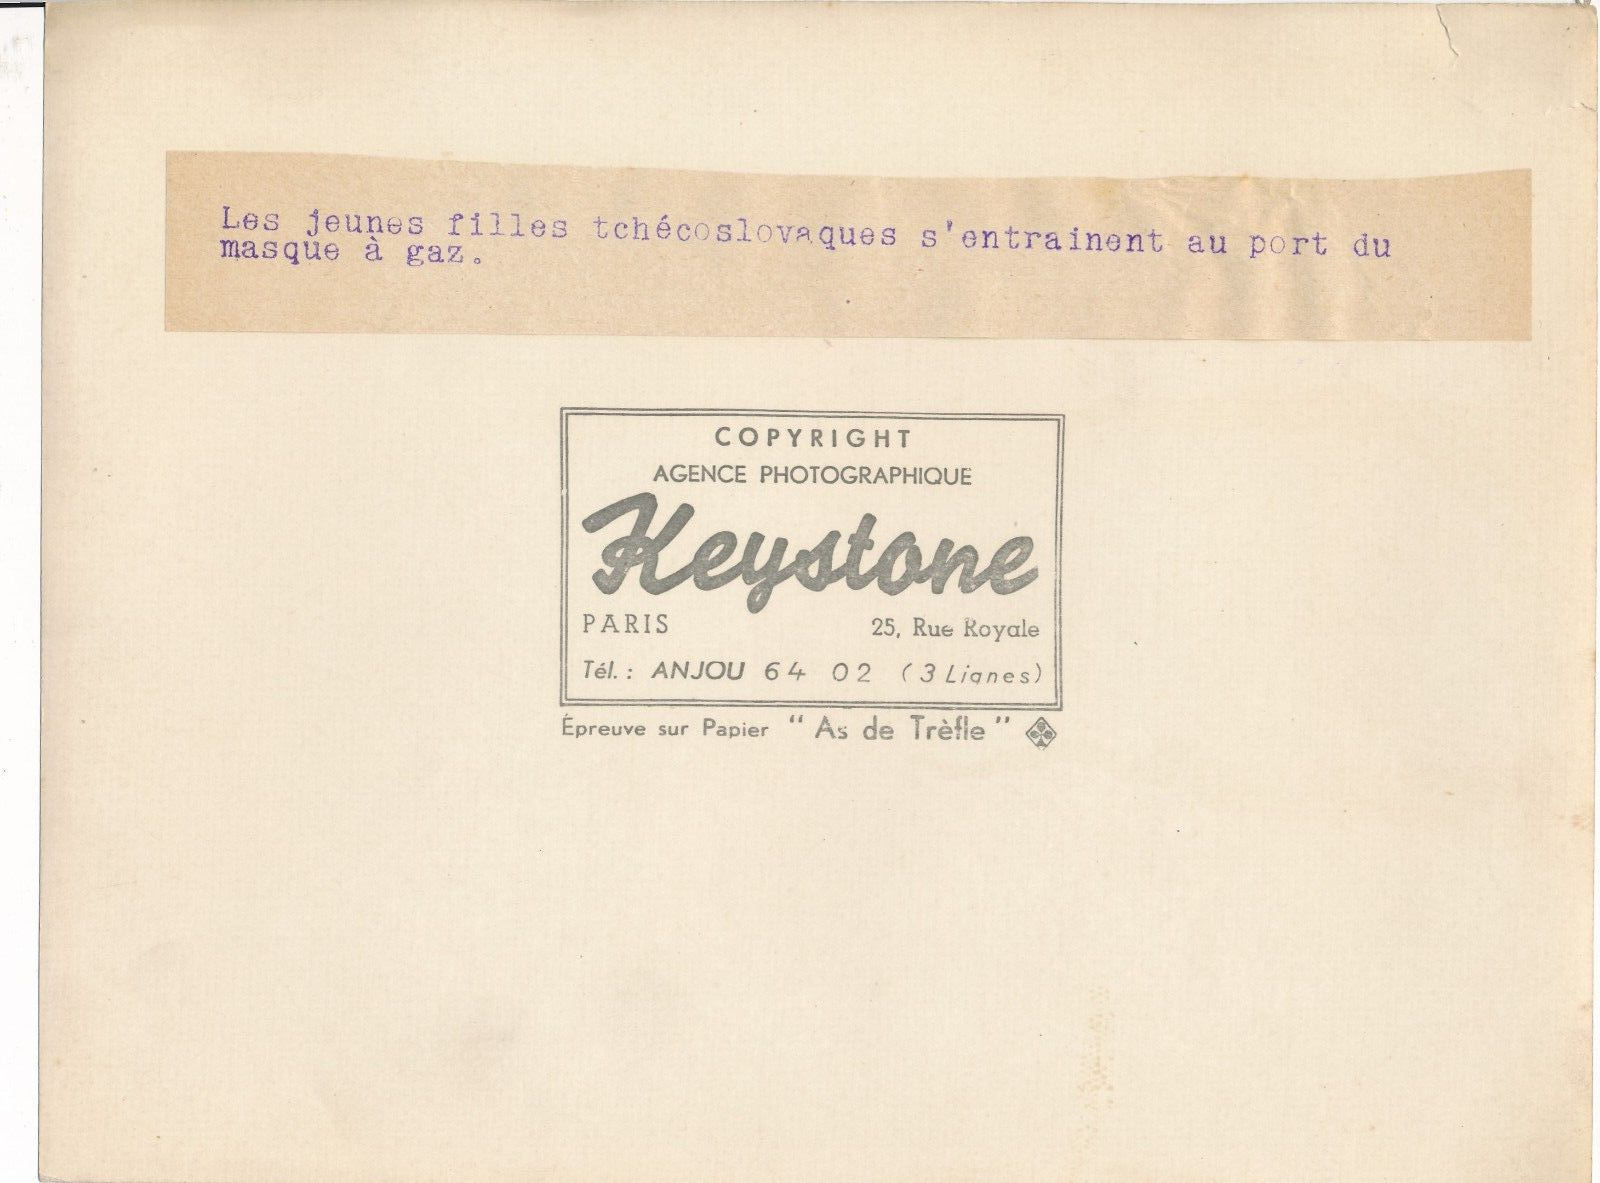 Les jeunes filles tchécoslovaques s'entrainent au port du
masque à gaz.
COPYRIGHT
AGENCE PHOTOGRAPHIQUE
Keystone
PARIS 25, Rue Royale
Tél. : ANJOU 64 02 (3 Lignes)
Épreuve sur Papier " As de Trèfle "